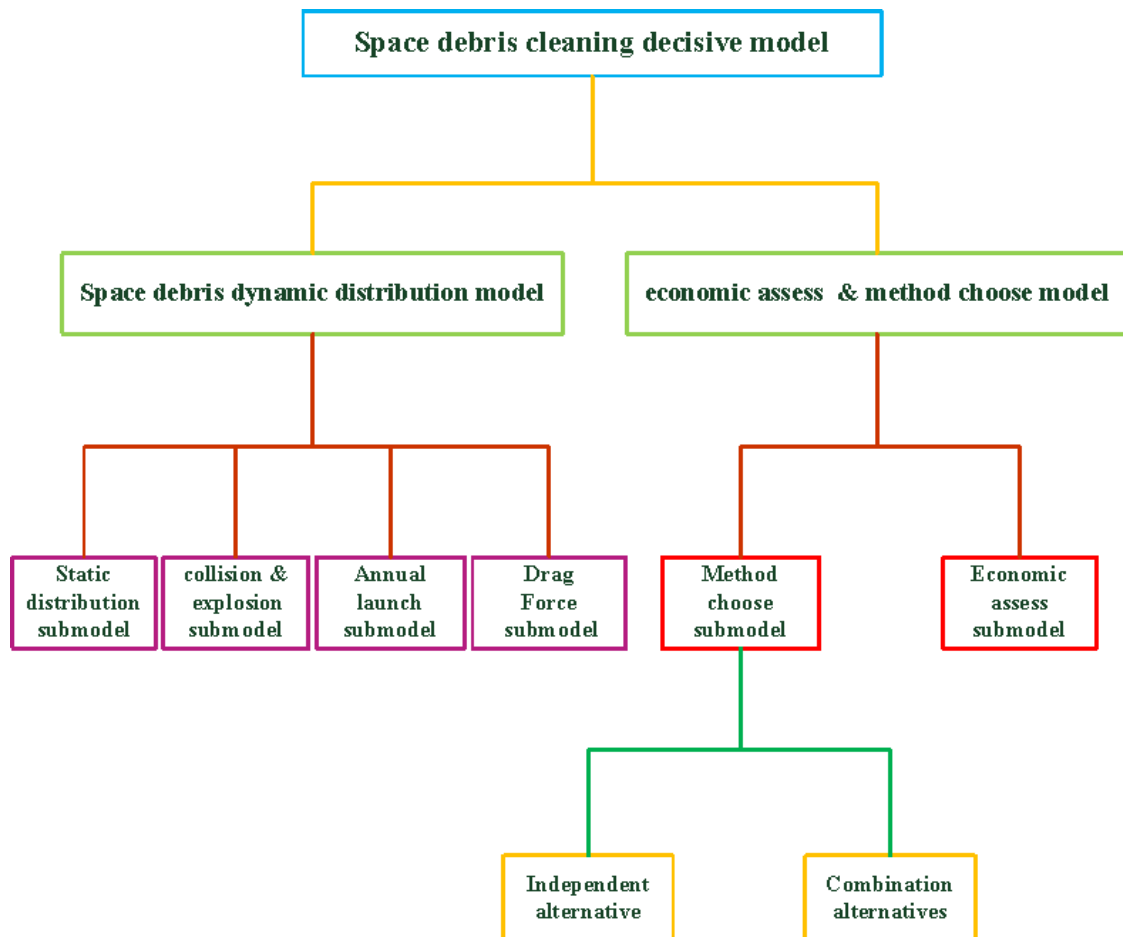 Space debris cleaning decisive model
Space debris dynamic distribution model
economic assess & method choose model
Static
distribution
submodel
collision &
explosion
submodel
Annual
launch
submodel
Drag
Force
submodel
Method
choose
submodel
Economic
assess
submodel
Independent
alternative
Combination
alternatives